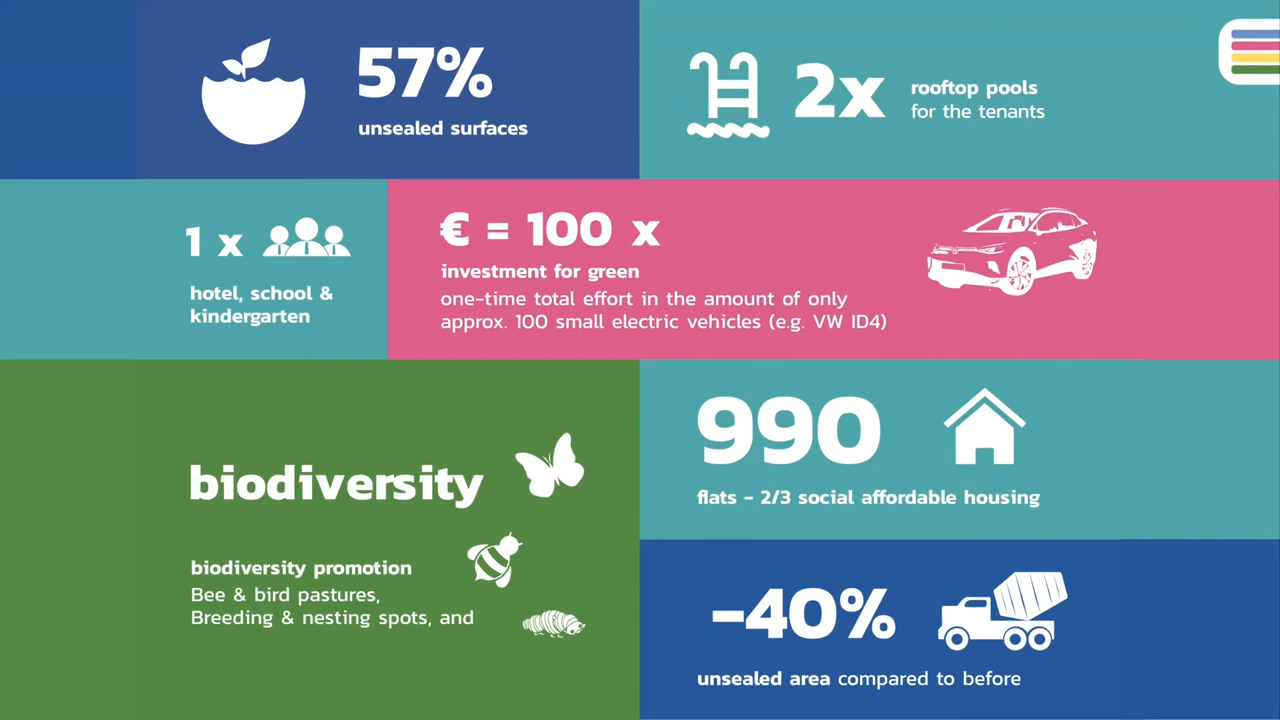 57%
unsealed surfaces
2x
rooftop pools
for the tenants
1 x
hotel, school &
kindergarten
€ = 100 x
investment for green
one-time total effort in the amount of only
approx. 100 small electric vehicles (e.g. VW ID4)
biodiversity
biodiversity promotion
Bee & bird pastures,
Breeding & nesting spots, and
990
flats - 2/3 social affordable housing
-40%
unsealed area compared to before